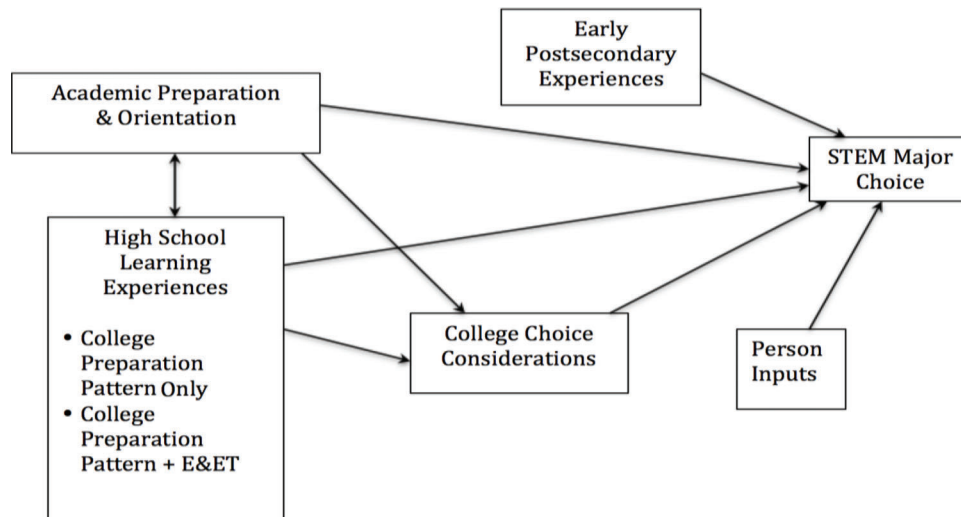 Early
Postsecondary
Experiences
Academic Preparation
& Orientation
STEM Major
Choice
High School
Learning
Experiences
• College
Preparation
Pattern Only
• College
Preparation
Pattern + E&ET
College Choice
Considerations
Person
Inputs